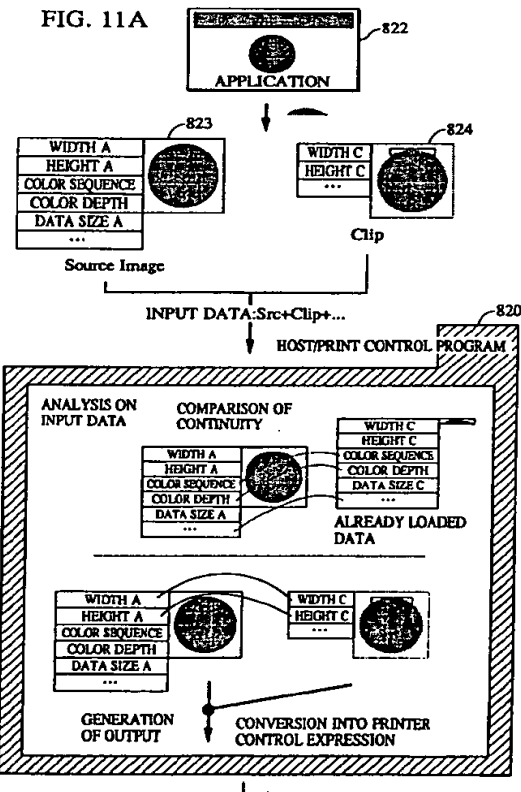 FIG. 11A
822
APPLICATION
823
WIDTH A
HEIGHT A
COLOR SEQUENCE
COLOR DEPTH
DATA SIZE A
...
Source Image
824
WIDTH C
HEIGHT C
...
Clip
INPUT DATA:Src+Clip+...
820
HOST/PRINT CONTROL PROGRAM
ANALYSIS ON
INPUT DATA
COMPARISON OF
CONTINUITY
WIDTH A
HEIGHT A
COLOR SEQUENCE
COLOR DEPTH
DATA SIZE A
...
WIDTH C
HEIGHT C
COLOR SEQUENCE
COLOR DEPTH
DATA SIZE C
...
ALREADY LOADED
DATA
WIDTH A
HEIGHT A
COLOR SEQUENCE
COLOR DEPTH
DATA SIZE A
...
WIDTH C
HEIGHT C
...
GENERATION
OF OUTPUT
CONVERSION INTO PRINTER
CONTROL EXPRESSION